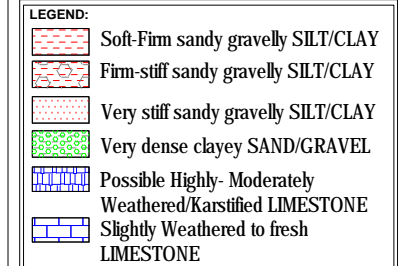 LEGEND:
Soft-Firm sandy gravelly SILT/CLAY
Firm-stiff sandy gravelly SILT/CLAY
Very stiff sandy gravelly SILT/CLAY
Very dense clayey SAND/GRAVEL
Possible Highly- Moderately
Weathered/Karstified LIMESTONE
Slightly Weathered to fresh
LIMESTONE